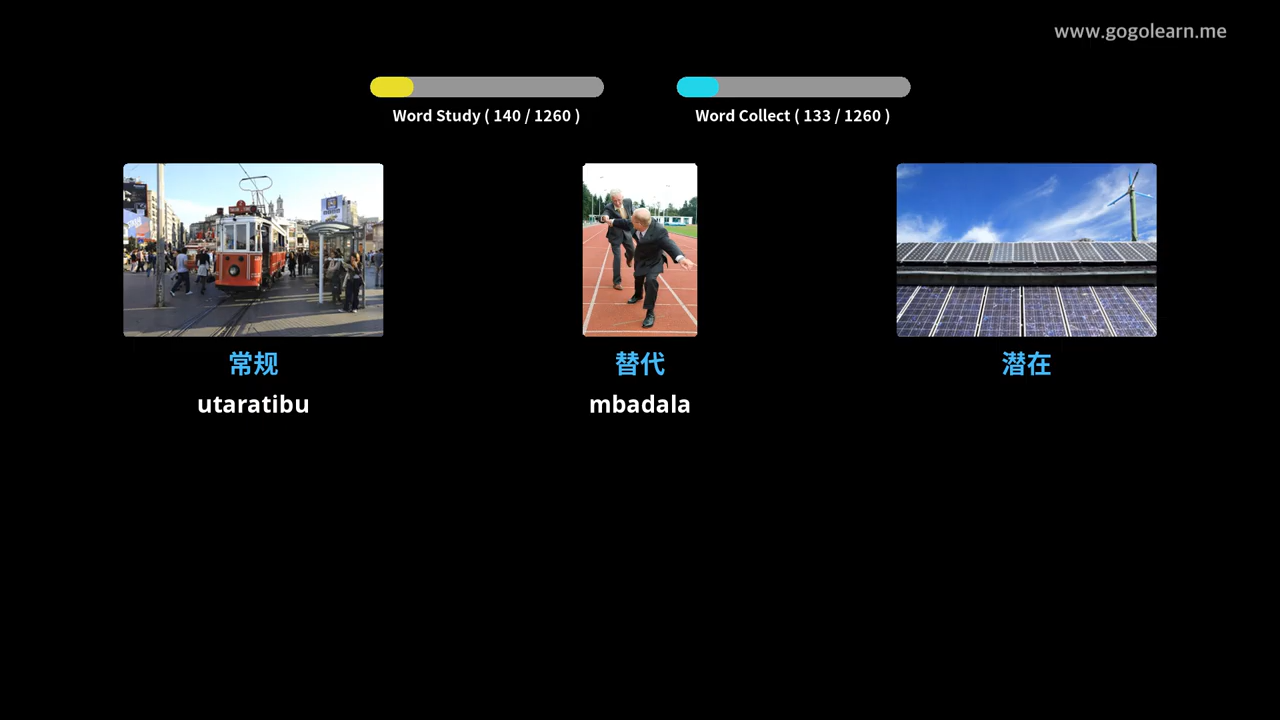 www.gogolearn.me
Word Study ( 140 / 1260 )
Word Collect ( 133 / 1260 )
常规
替代
潜在
utaratibu
mbadala